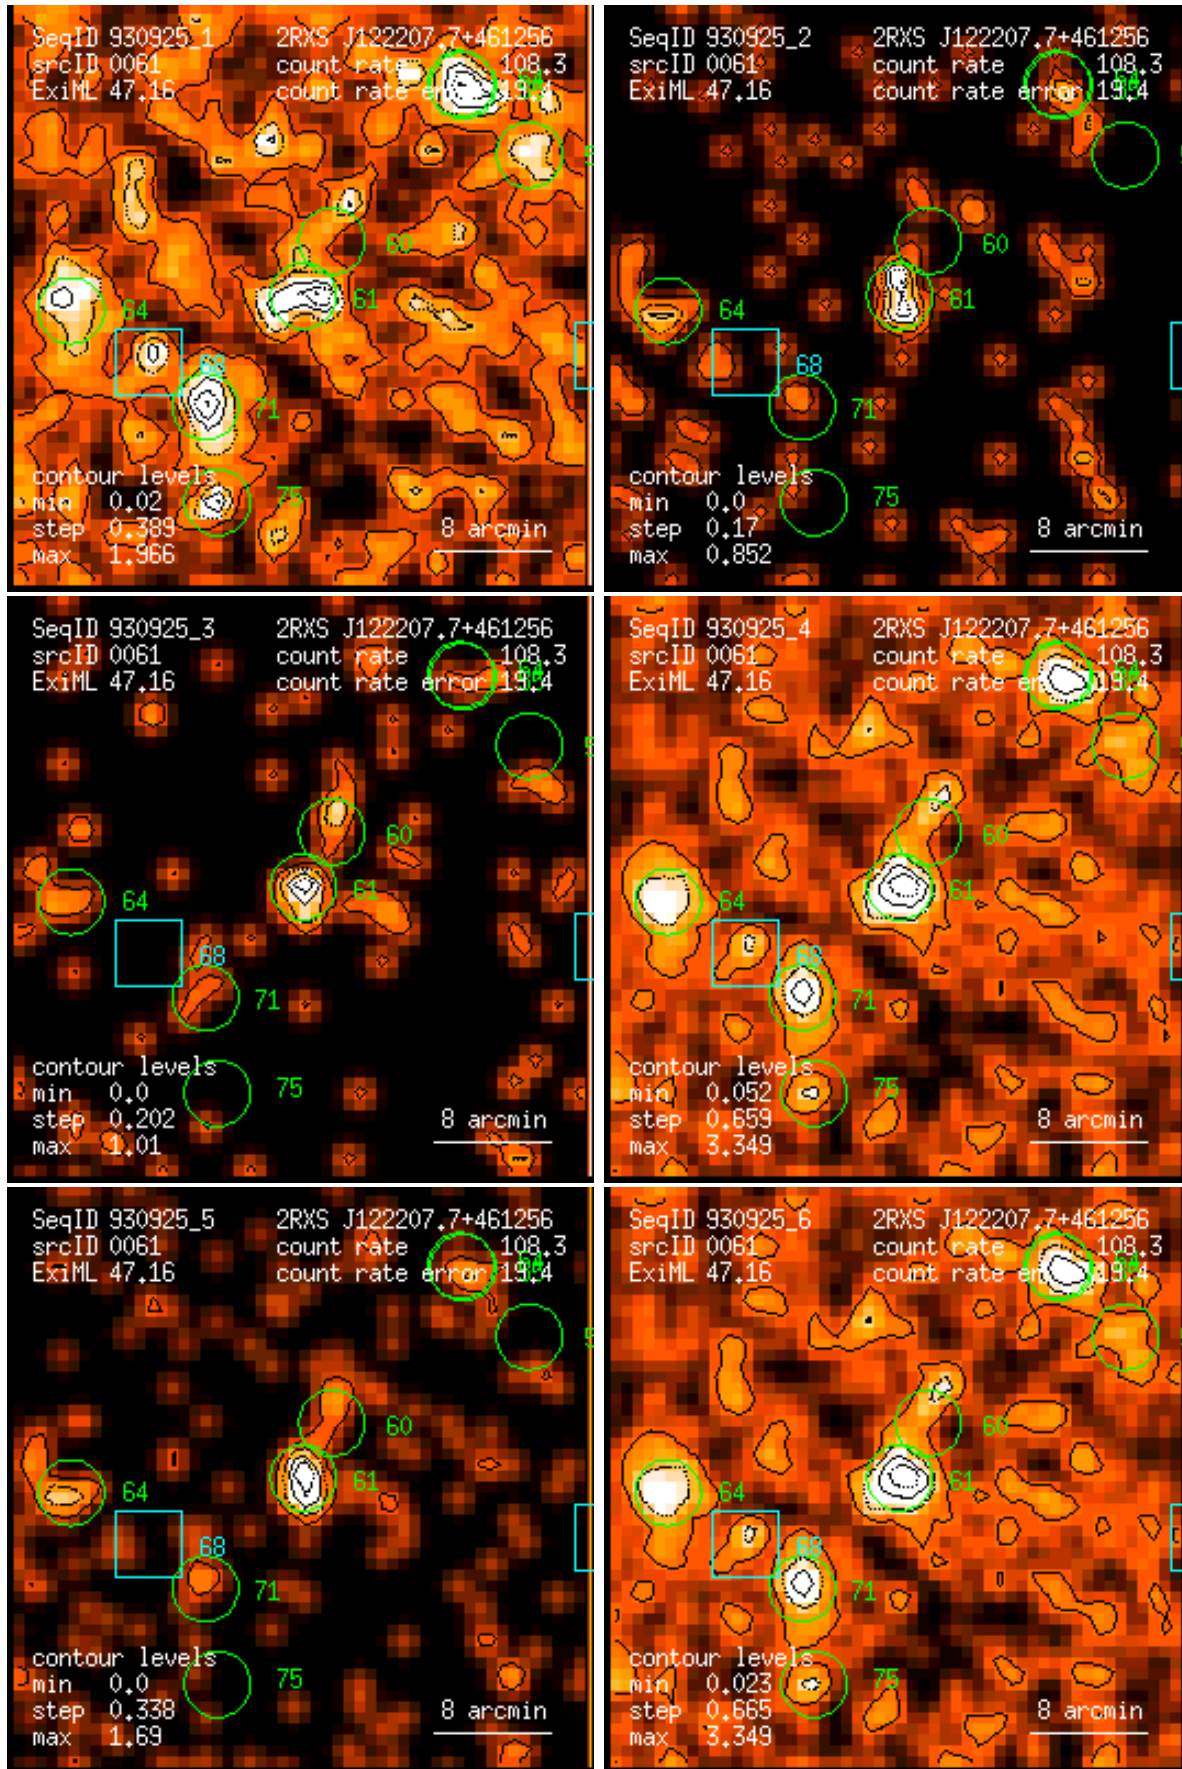 SeqID 930925_1 2RXS J122207.7+461256
srcID 0061 count rate 108.3
ExiML 47.16 count rate error 19.4
60
61
64
68
71
75
contour levels
min 0.02
step 0.389 8 arcmin
max 1.966
SeqID 930925_2 2RXS J122207.7+461256
srcID 0061 count rate 108.3
ExiML 47.16 count rate error 19.4
60
61
64
68
71
75
contour levels
min 0.0
step 0.17 8 arcmin
max 0.852
SeqID 930925_3 2RXS J122207.7+461256
srcID 0061 count rate 108.3
ExiML 47.16 count rate error 19.4
60
61
64
68
71
75
contour levels
min 0.0
step 0.202 8 arcmin
max 1.01
SeqID 930925_4 2RXS J122207.7+461256
srcID 0061 count rate 108.3
ExiML 47.16 count rate error 19.4
60
61
64
68
71
75
contour levels
min 0.052
step 0.659 8 arcmin
max 3.349
SeqID 930925_5 2RXS J122207.7+461256
srcID 0061 count rate 108.3
ExiML 47.16 count rate error 19.4
60
61
64
68
71
75
contour levels
min 0.0
step 0.338 8 arcmin
max 1.69
SeqID 930925_6 2RXS J122207.7+461256
srcID 0061 count rate 108.3
ExiML 47.16 count rate error 19.4
60
61
64
68
71
75
contour levels
min 0.023
step 0.665 8 arcmin
max 3.349